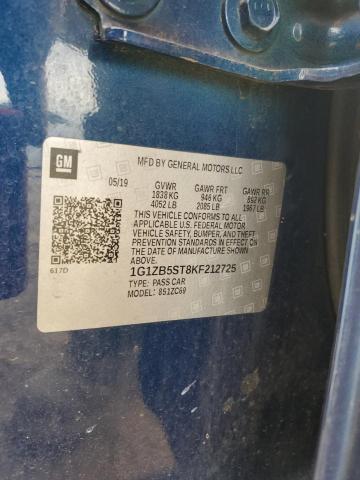 GM
MFD BY GENERAL MOTORS LLC
05/19 GVWR GAWR FRT GAWR RR
1838 KG 946 KG 892 KG
4052 LB 2085 LB 1967 LB
THIS VEHICLE CONFORMS TO ALL
APPLICABLE U.S. FEDERAL MOTOR
VEHICLE SAFETY, BUMPER, AND THEFT
PREVENTION STANDARDS IN EFFECT ON
THE DATE OF MANUFACTURE SHOWN
ABOVE.
617D 1G1ZB5ST8KF212725
TYPE: PASS CAR
MODEL: 851ZC69